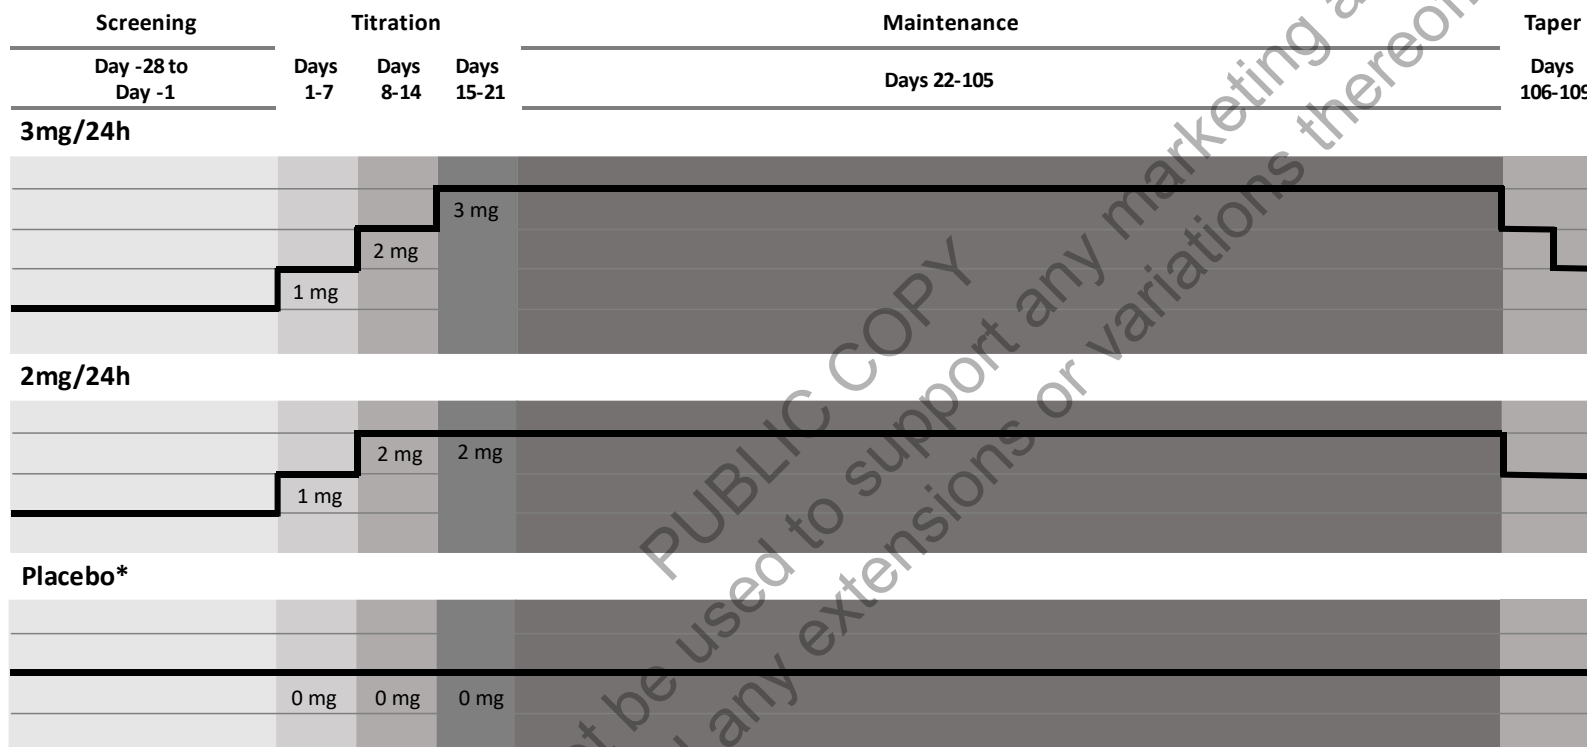 Screening Titration Maintenance Taper
Day -28 to Days Days Days Days 22-105 Days
Day -1 1-7 8-14 15-21 106-109
3mg/24h
3 mg
2 mg
1 mg
2mg/24h
2 mg 2 mg
1 mg
Placebo*
0 mg 0 mg 0 mg
PUBLIC COPY
be used to support any marketing
any extensions or variations thereon